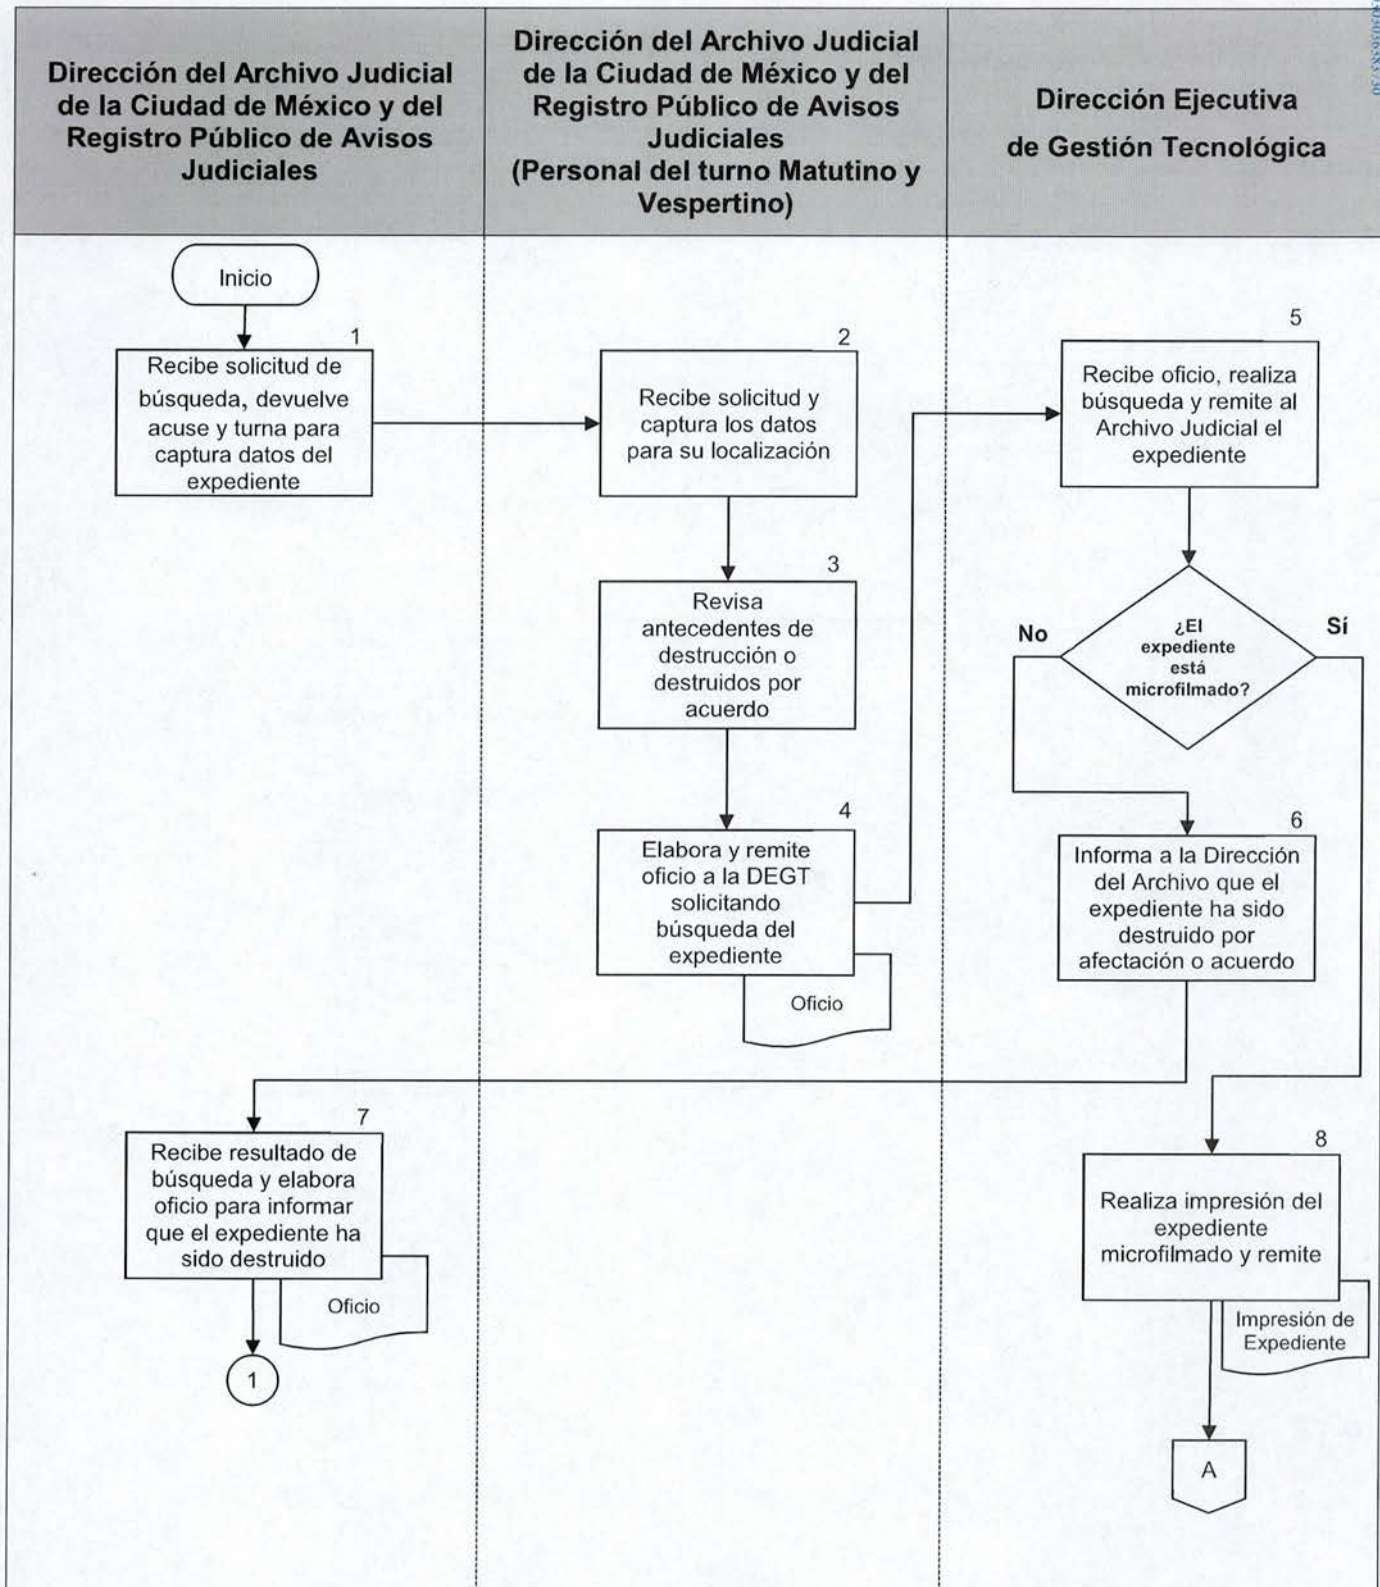 Dirección del Archivo Judicial
de la Ciudad de México y del
Registro Público de Avisos
Judiciales
Dirección del Archivo Judicial
de la Ciudad de México y del
Registro Público de Avisos
Judiciales
(Personal del turno Matutino y
Vespertino)
Dirección Ejecutiva
de Gestión Tecnológica
Inicio
1
Recibe solicitud de
búsqueda, devuelve
acuse y turna para
captura datos del
expediente
2
Recibe solicitud y
captura los datos
para su localización
3
Revisa
antecedentes de
destrucción o
destruidos por
acuerdo
4
Elabora y remite
oficio a la DEGT
solicitando
búsqueda del
expediente
Oficio
5
Recibe oficio, realiza
búsqueda y remite al
Archivo Judicial el
expediente
¿El
expediente
está
microfilmado?
No
Sí
6
Informa a la Dirección
del Archivo que el
expediente ha sido
destruido por
afectación o acuerdo
7
Recibe resultado de
búsqueda y elabora
oficio para informar
que el expediente ha
sido destruido
Oficio
1
8
Realiza impresión del
expediente
microfilmado y remite
Impresión de
Expediente
A